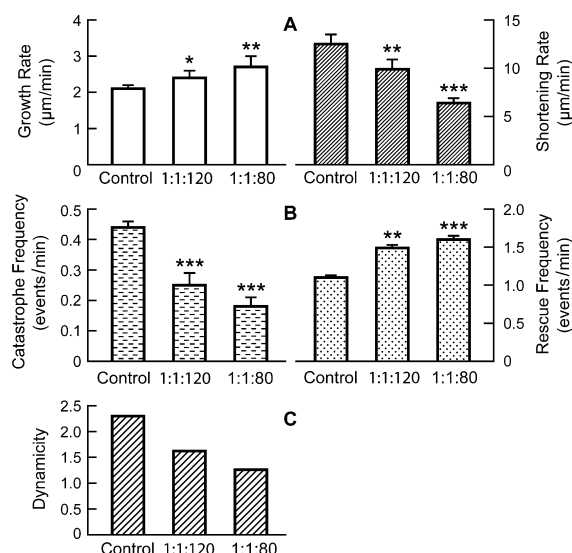 A
Growth Rate
(μm/min)
4
3
2
1
0
*
**
Control 1:1:120 1:1:80
Shortening Rate
(μm/min)
15
10
5
0
**
***
Control 1:1:120 1:1:80
B
Catastrophe Frequency
(events/min)
0.5
0.4
0.3
0.2
0.1
0
***
***
Control 1:1:120 1:1:80
Rescue Frequency
(events/min)
2.0
1.5
1.0
0.5
0
**
***
Control 1:1:120 1:1:80
C
Dynamicity
(μm/min)
2.5
2.0
1.5
1.0
0.5
0
Control 1:1:120 1:1:80